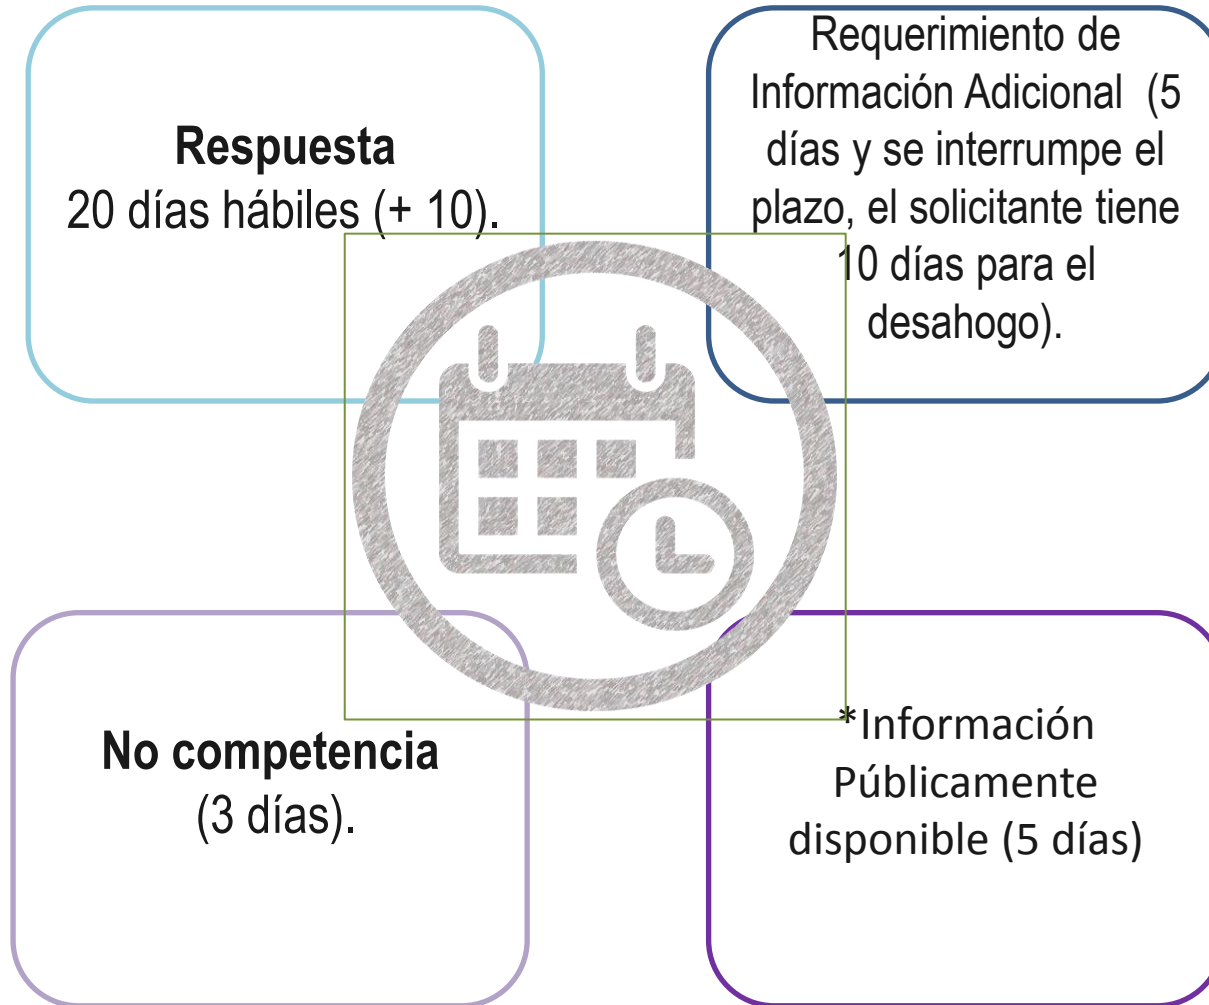 Respuesta
20 días hábiles (+ 10).
Requerimiento de
Información Adicional (5
días y se interrumpe el
plazo, el solicitante tiene
10 días para el
desahogo).
No competencia
(3 días).
*Información
Públicamente
disponible (5 días)